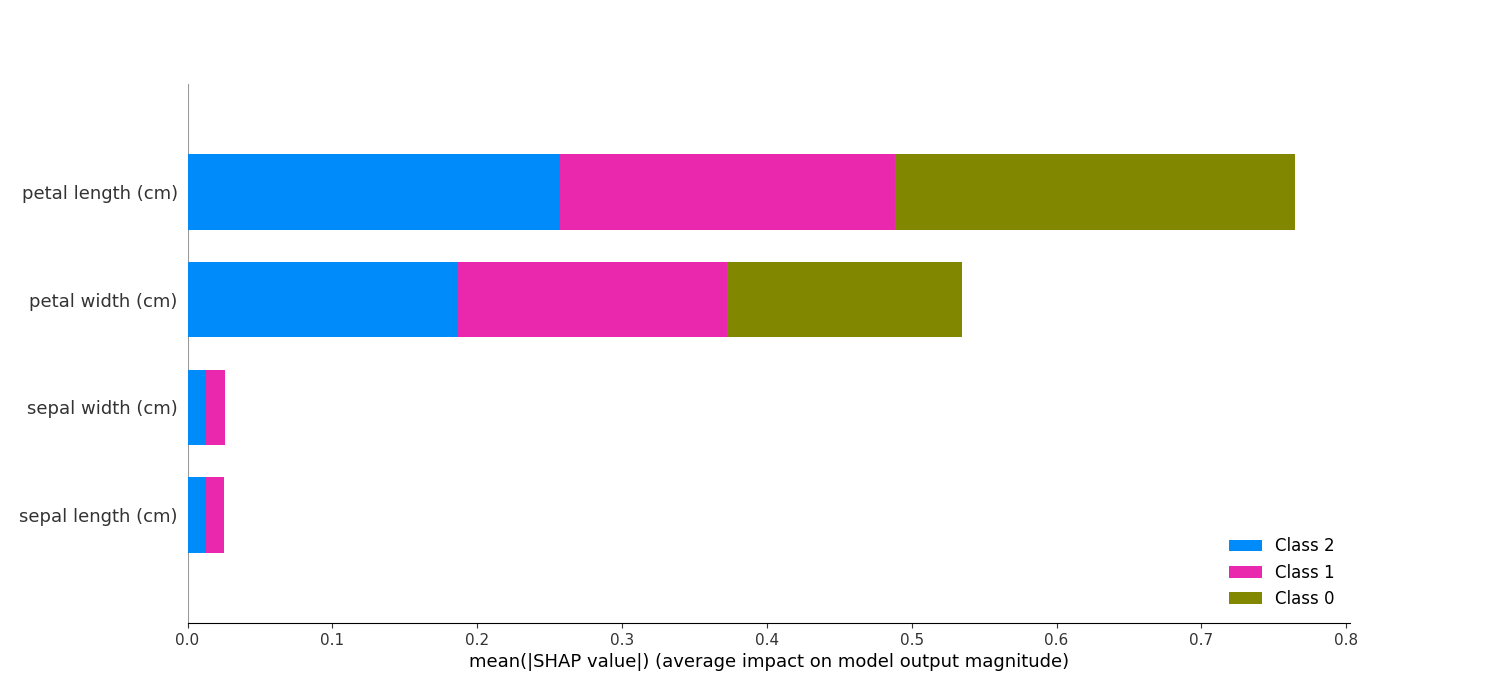 petal length (cm)
petal width (cm)
sepal width (cm)
sepal length (cm)
Class 2
Class 1
Class 0
0.0 0.1 0.2 0.3 0.4 0.5 0.6 0.7 0.8
mean(|SHAP value|) (average impact on model output magnitude)